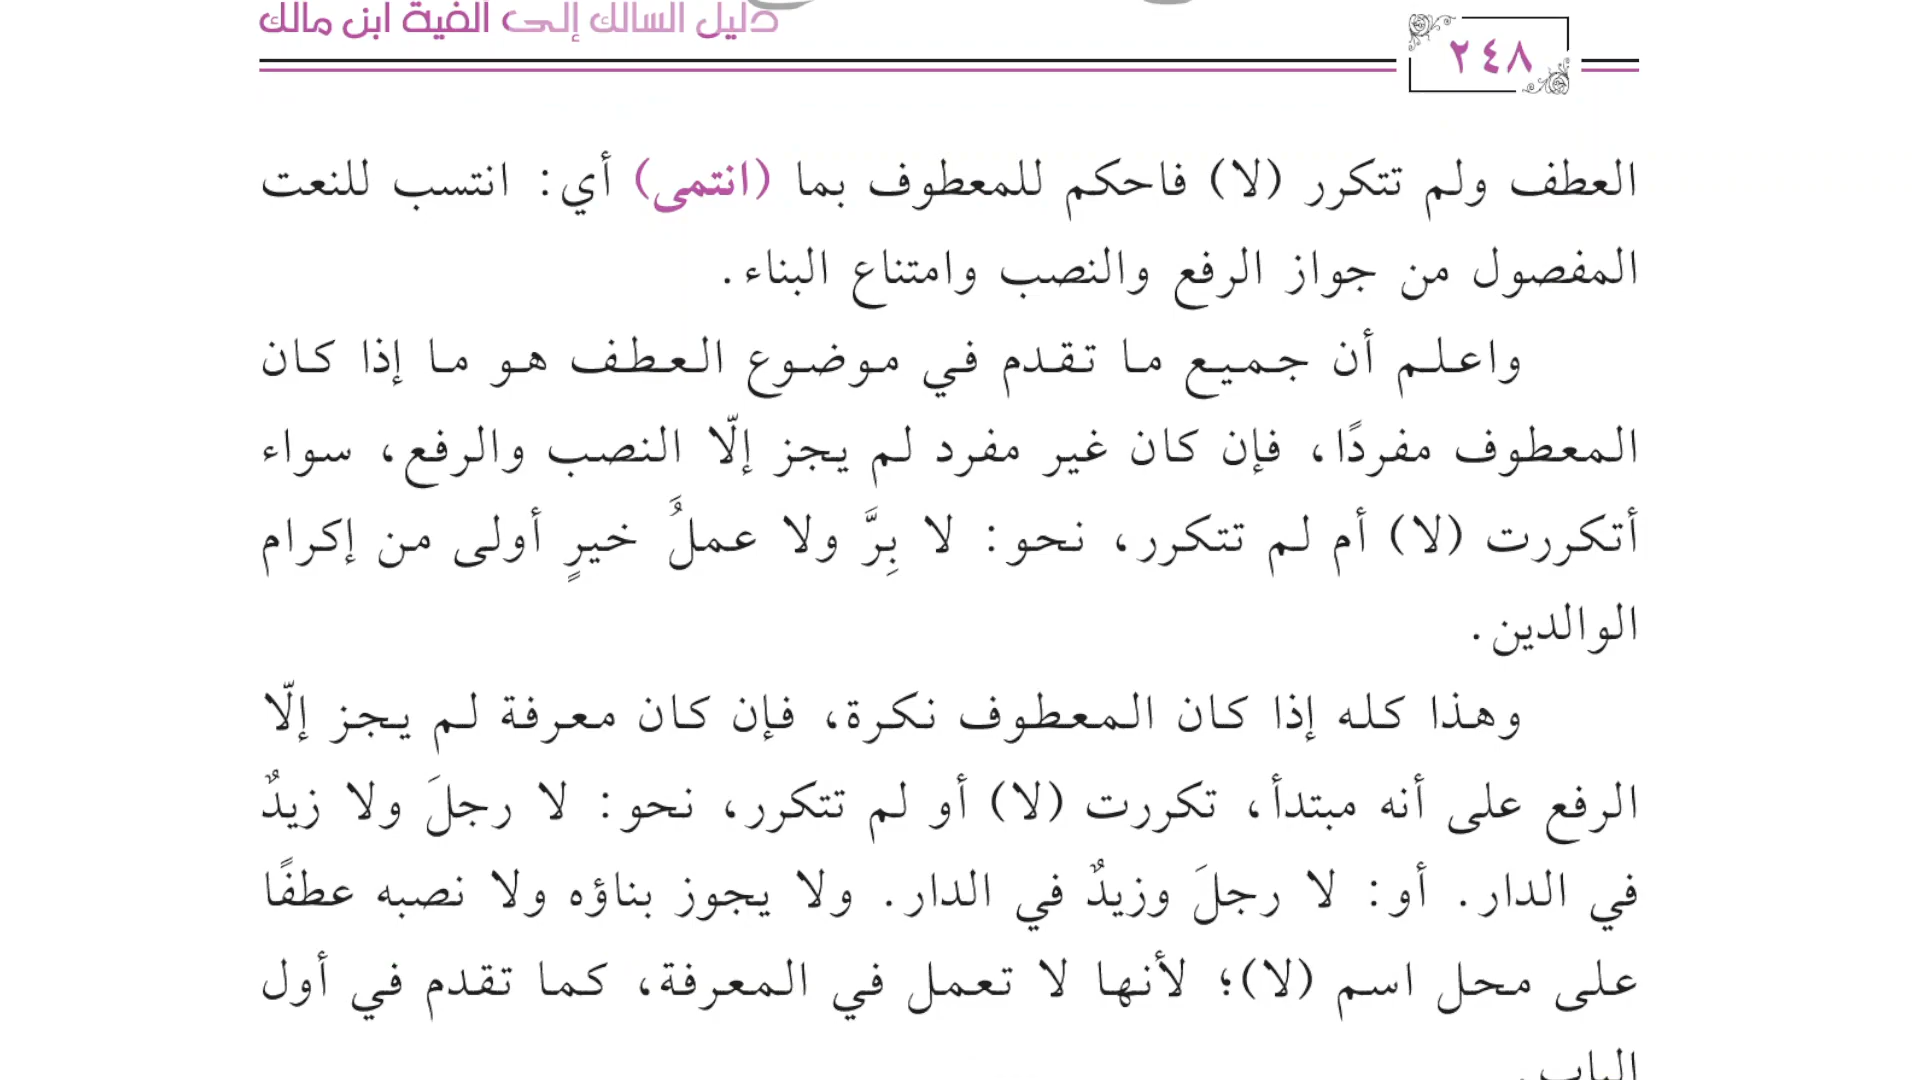 دليل السالك إلى ألفية ابن مالك
٢٤٨
العطف ولم تتكرر (لا) فاحكم للمعطوف بما (انتمى) أي: انتسب للنعت
المفصول من جواز الرفع والنصب وامتناع البناء.
واعلم أن جميع ما تقدم في موضوع العطف هو ما إذا كان
المعطوف مفردًا، فإن كان غير مفرد لم يجز إلّا النصب والرفع، سواء
أتكررت (لا) أم لم تتكرر، نحو: لا بِرَّ ولا عملَُ خيرٍ أولى من إكرام
الوالدين.
وهذا كله إذا كان المعطوف نكرة، فإن كان معرفة لم يجز إلّا
الرفع على أنه مبتدأ، تكررت (لا) أو لم تتكرر، نحو: لا رجلَ ولا زيدٌ
في الدار. أو: لا رجلَ وزيدٌ في الدار. ولا يجوز بناؤه ولا نصبه عطفًا
على محل اسم (لا)؛ لأنها لا تعمل في المعرفة، كما تقدم في أول
الباب.